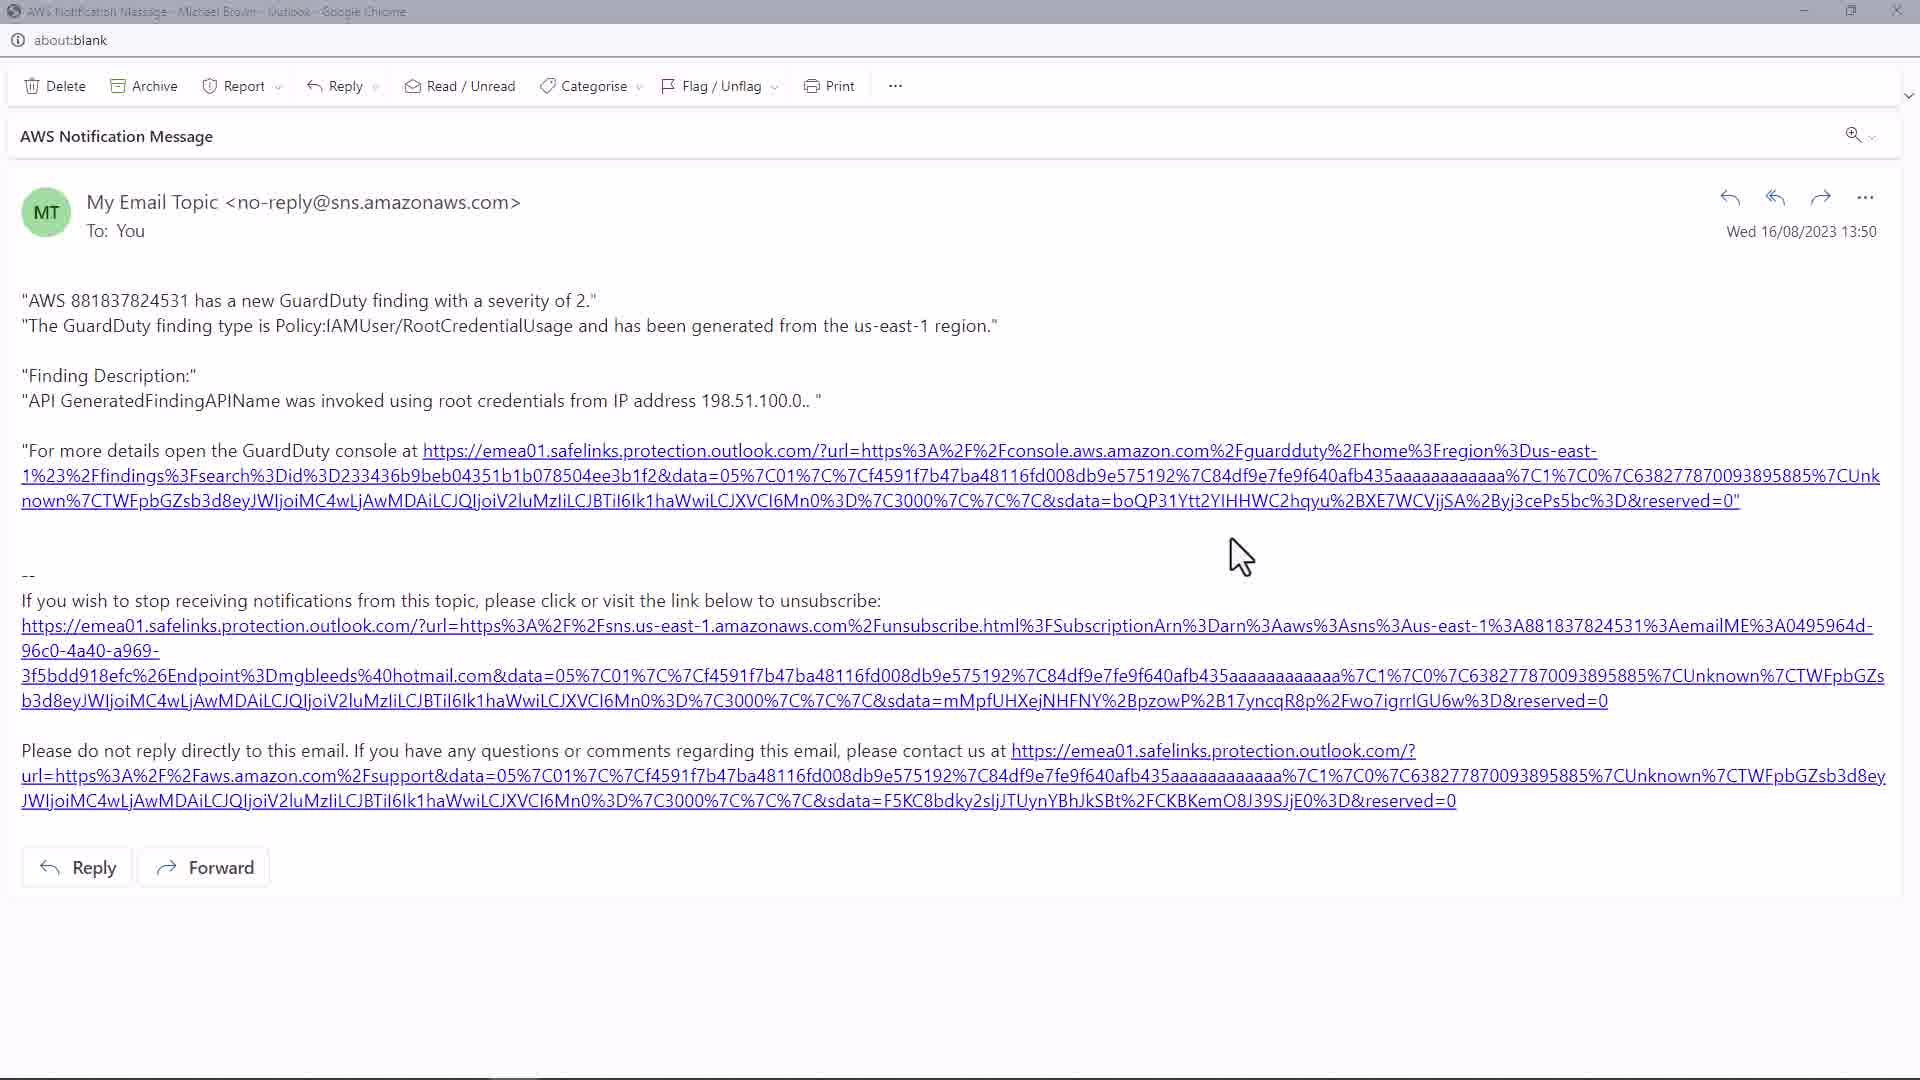 AWS Notification Message - Michael Brown - Outlook - Google Chrome
about:blank
Delete Archive Report Reply Read / Unread Categorise Flag / Unflag Print ...
AWS Notification Message
MT
My Email Topic <no-reply@sns.amazonaws.com>
To: You
Wed 16/08/2023 13:50
"AWS 881837824531 has a new GuardDuty finding with a severity of 2."
"The GuardDuty finding type is Policy:IAMUser/RootCredentialUsage and has been generated from the us-east-1 region."
"Finding Description:"
"API GeneratedFindingAPIName was invoked using root credentials from IP address 198.51.100.0.. "
"For more details open the GuardDuty console at https://emea01.safelinks.protection.outlook.com/?url=https%3A%2F%2Fconsole.aws.amazon.com%2Fguardduty%2Fhome%3Fregion%3Dus-east-
1%23%2Ffindings%3Fsearch%3Did%3D233436b9beb04351b1b078504ee3b1f2&data=05%7C01%7C%7Cf4591f7b47ba48116fd008db9e575192%7C84df9e7fe9f640afb435aaaaaaaaaaaa%7C1%7C0%7C638277870093895885%7CUnk
nown%7CTWFpbGZsb3d8eyJWIjoiMC4wLjAwMDAiLCJQIjoiV2luMzIiLCJBTiI6Ik1haWwiLCJXVCI6Mn0%3D%7C3000%7C%7C%7C&sdata=boQP31Ytt2YIHHWC2hqyu%2BXE7WCVjjSA%2Byj3cePs5bc%3D&reserved=0"
--
If you wish to stop receiving notifications from this topic, please click or visit the link below to unsubscribe:
https://emea01.safelinks.protection.outlook.com/?url=https%3A%2F%2Fsns.us-east-1.amazonaws.com%2Funsubscribe.html%3FSubscriptionArn%3Darn%3Aaws%3Asns%3Aus-east-1%3A881837824531%3AemailME%3A0495964d-
96c0-4a40-a969-
3f5bdd918efc%26Endpoint%3Dmgbleeds%40hotmail.com&data=05%7C01%7C%7Cf4591f7b47ba48116fd008db9e575192%7C84df9e7fe9f640afb435aaaaaaaaaaaa%7C1%7C0%7C638277870093895885%7CUnknown%7CTWFpbGZs
b3d8eyJWIjoiMC4wLjAwMDAiLCJQIjoiV2luMzIiLCJBTiI6Ik1haWwiLCJXVCI6Mn0%3D%7C3000%7C%7C%7C&sdata=mMpfUHXejNHFNY%2BpzowP%2B17yncqR8p%2Fwo7igrrlGU6w%3D&reserved=0
Please do not reply directly to this email. If you have any questions or comments regarding this email, please contact us at https://emea01.safelinks.protection.outlook.com/?
url=https%3A%2F%2Faws.amazon.com%2Fsupport&data=05%7C01%7C%7Cf4591f7b47ba48116fd008db9e575192%7C84df9e7fe9f640afb435aaaaaaaaaaaa%7C1%7C0%7C638277870093895885%7CUnknown%7CTWFpbGZsb3d8ey
JWIjoiMC4wLjAwMDAiLCJQIjoiV2luMzIiLCJBTiI6Ik1haWwiLCJXVCI6Mn0%3D%7C3000%7C%7C%7C&sdata=F5KC8bdky2sIjJTUynYBhJkSBt%2FCKBKemO8J39SJjE0%3D&reserved=0
Reply Forward